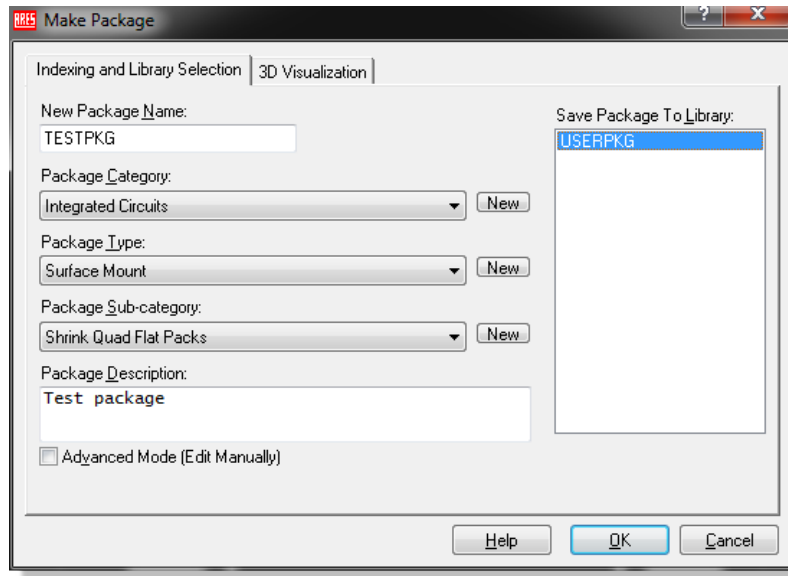 ARES Make Package ? X
Indexing and Library Selection 3D Visualization
New Package Name:
TESTPKG
Package Category:
Integrated Circuits New
Package Type:
Surface Mount New
Package Sub-category:
Shrink Quad Flat Packs New
Package Description:
Test package
Advanced Mode (Edit Manually)
Save Package To Library:
USERPKG
Help OK Cancel